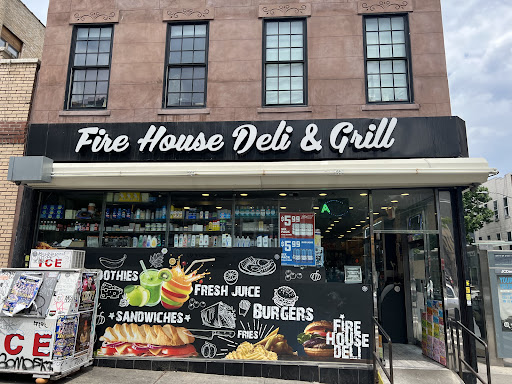 Fire House Deli & Grill
A
$5.99
$5.99
ICE
SMOOTHIES
FRESH JUICE
BURGERS
SANDWICHES
FRIES
FIRE
HOUSE
DELI
ICE